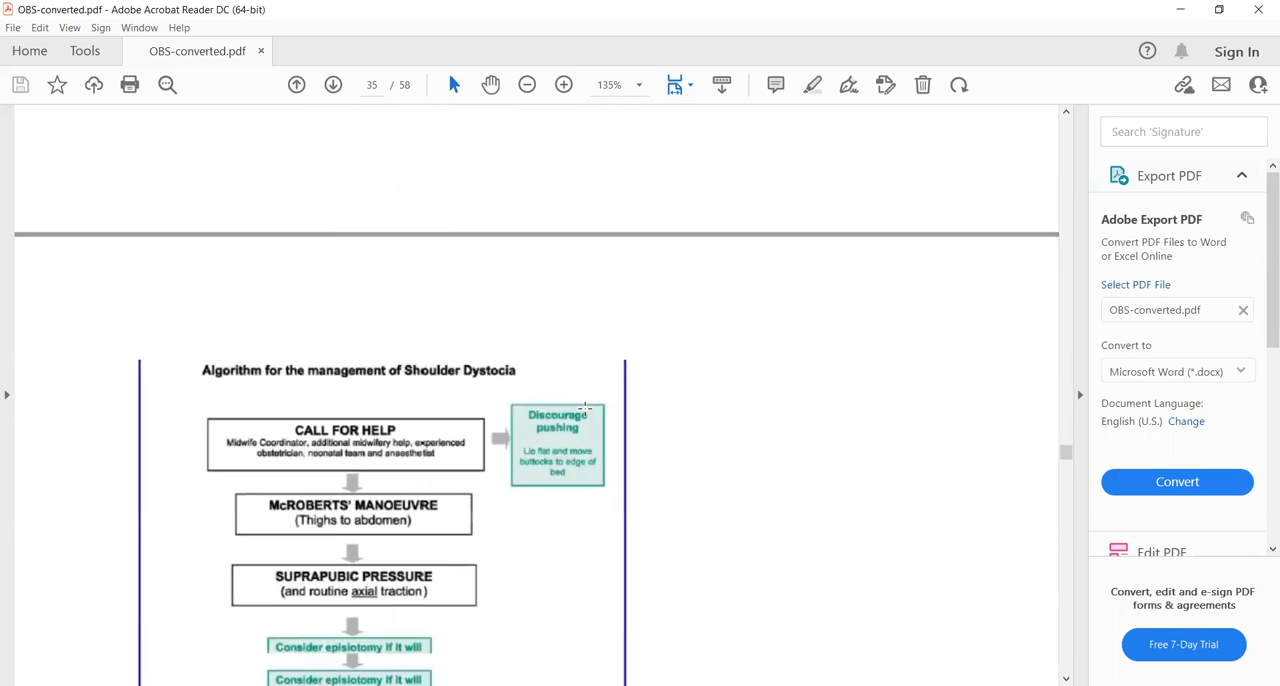 OBS-converted.pdf - Adobe Acrobat Reader DC (64-bit)
File Edit View Sign Window Help
Home Tools OBS-converted.pdf × Sign In
35 / 58 135%
Search 'Signature'
Export PDF
Adobe Export PDF
Convert PDF Files to Word
or Excel Online
Select PDF File
OBS-converted.pdf
Convert to
Microsoft Word (*.docx)
Document Language:
English (U.S.) Change
Convert
Edit PDF
Convert, edit and e-sign PDF
forms & agreements
Free 7-Day Trial
Algorithm for the management of Shoulder Dystocia
CALL FOR HELP
Midwife Coordinator, additional midwifery help, experienced
obstetrician, neonatal team and anaesthetist
Discourage
pushing
Lie flat and move
buttocks to edge of
bed
McROBERTS' MANOEUVRE
(Thighs to abdomen)
SUPRAPUBIC PRESSURE
(and routine axial traction)
Consider episiotomy if it will
Consider episiotomy if it will